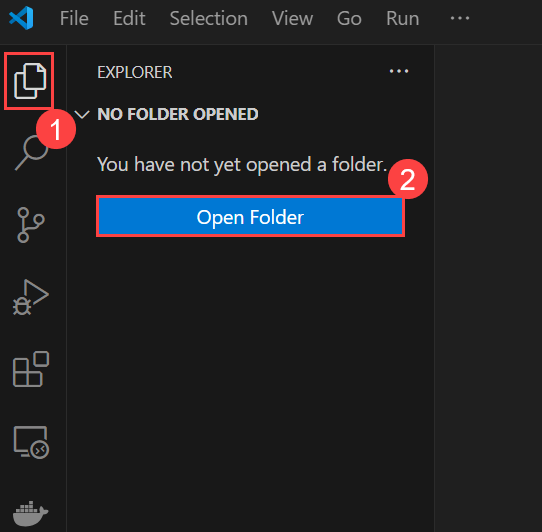 File Edit Selection View Go Run ···
EXPLORER ···
1
NO FOLDER OPENED
You have not yet opened a folder.
2
Open Folder